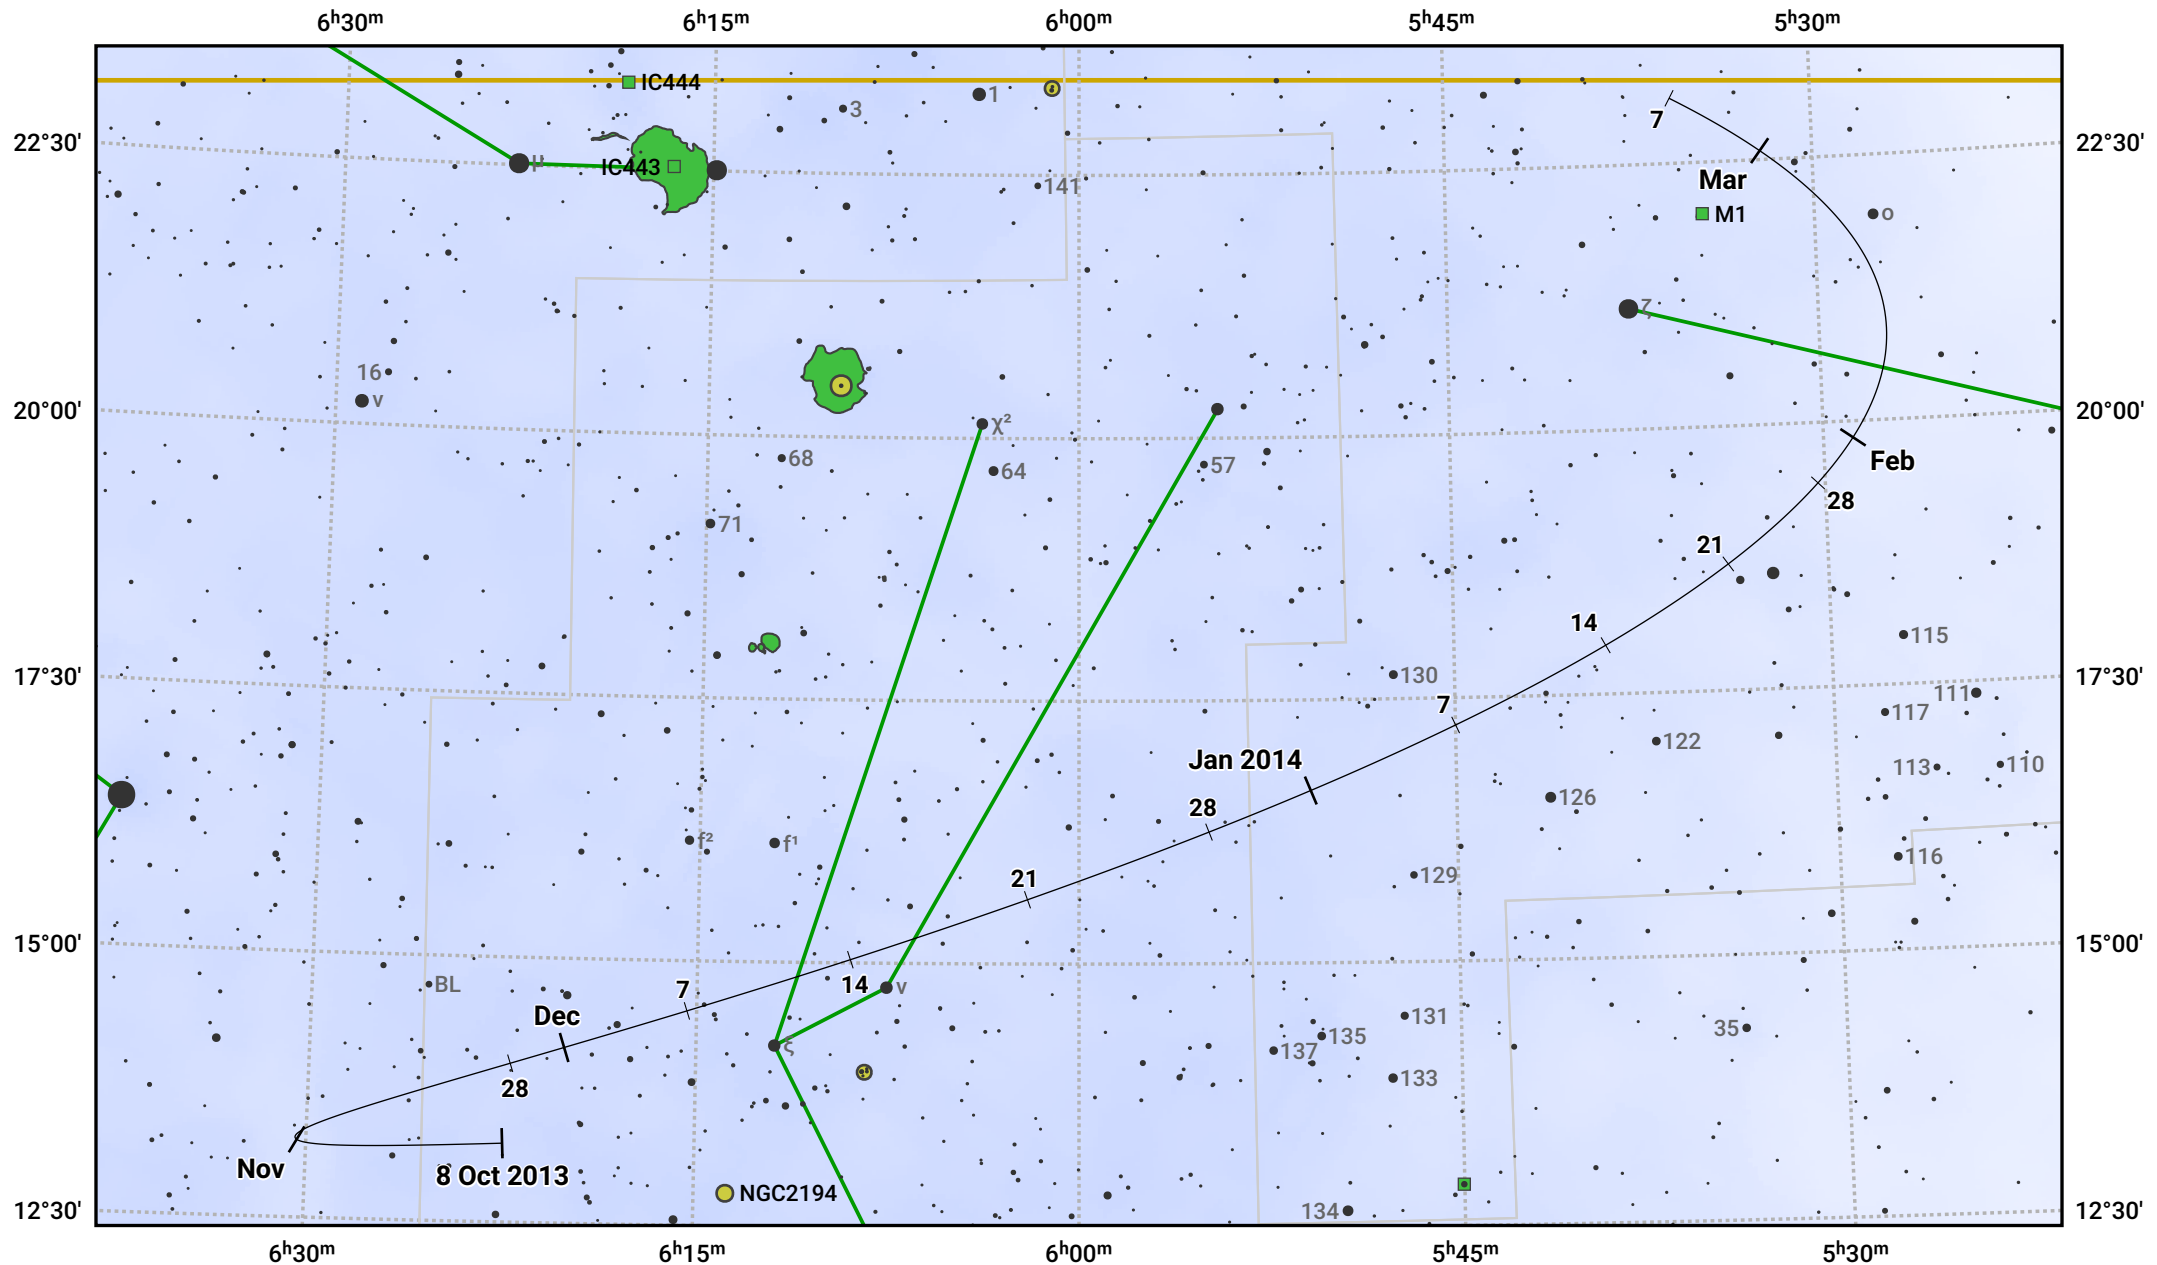 6ʰ30ᵐ 6ʰ15ᵐ 6ʰ00ᵐ 5ʰ45ᵐ 5ʰ30ᵐ
IC444
1
3
7
22°30' 22°30'
μ
IC443
141
Mar
M1
ο
ζ
16
ν
20°00' 20°00'
χ²
68
64
57
Feb
28
71
21
14
115
17°30' 17°30'
130
111
7
117
122
Jan 2014
113
110
28
126
f²
f¹
116
21
129
15°00' 15°00'
BL
14
ν
7
Dec
131
35
135
ς
137
28
133
Nov
8 Oct 2013
NGC2194
134
12°30' 12°30'
6ʰ30ᵐ 6ʰ15ᵐ 6ʰ00ᵐ 5ʰ45ᵐ 5ʰ30ᵐ